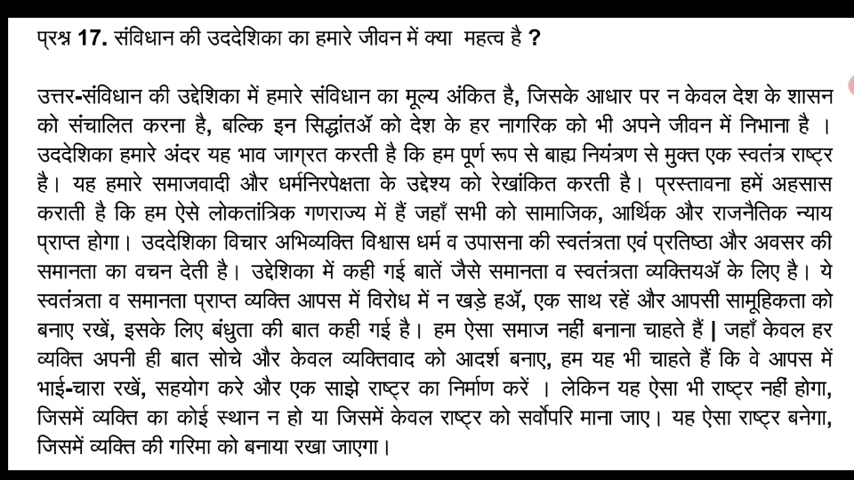 प्रश्न 17. संविधान की उददेशिका का हमारे जीवन में क्या महत्व है ?
उत्तर-संविधान की उद्देशिका में हमारे संविधान का मूल्य अंकित है, जिसके आधार पर न केवल देश के शासन
को संचालित करना है, बल्कि इन सिद्धांतॲ को देश के हर नागरिक को भी अपने जीवन में निभाना है ।
उददेशिका हमारे अंदर यह भाव जाग्रत करती है कि हम पूर्ण रूप से बाह्य नियंत्रण से मुक्त एक स्वतंत्र राष्ट्र
है। यह हमारे समाजवादी और धर्मनिरपेक्षता के उद्देश्य को रेखांकित करती है। प्रस्तावना हमें अहसास
कराती है कि हम ऐसे लोकतांत्रिक गणराज्य में हैं जहाँ सभी को सामाजिक, आर्थिक और राजनैतिक न्याय
प्राप्त होगा। उददेशिका विचार अभिव्यक्ति विश्वास धर्म व उपासना की स्वतंत्रता एवं प्रतिष्ठा और अवसर की
समानता का वचन देती है। उद्देशिका में कही गई बातें जैसे समानता व स्वतंत्रता व्यक्तियॲ के लिए है। ये
स्वतंत्रता व समानता प्राप्त व्यक्ति आपस में विरोध में न खड़े हॲ, एक साथ रहें और आपसी सामूहिकता को
बनाए रखें, इसके लिए बंधुता की बात कही गई है। हम ऐसा समाज नहीं बनाना चाहते हैं | जहाँ केवल हर
व्यक्ति अपनी ही बात सोचे और केवल व्यक्तिवाद को आदर्श बनाए, हम यह भी चाहते हैं कि वे आपस में
भाई-चारा रखें, सहयोग करे और एक साझे राष्ट्र का निर्माण करें । लेकिन यह ऐसा भी राष्ट्र नहीं होगा,
जिसमें व्यक्ति का कोई स्थान न हो या जिसमें केवल राष्ट्र को सर्वोपरि माना जाए। यह ऐसा राष्ट्र बनेगा,
जिसमें व्यक्ति की गरिमा को बनाया रखा जाएगा।